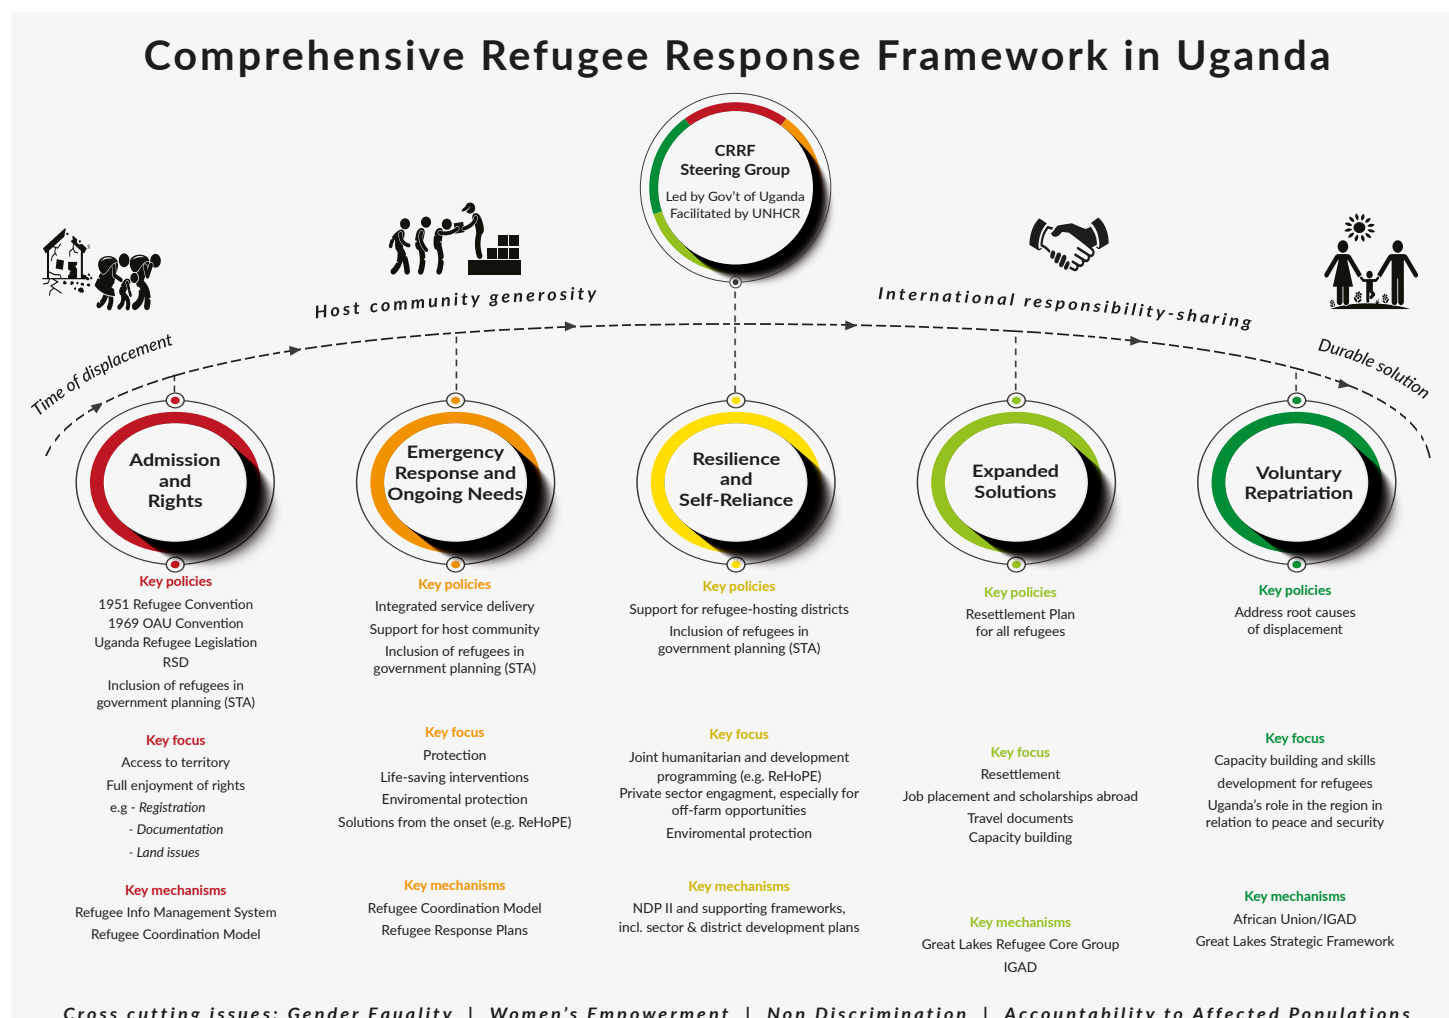 Comprehensive Refugee Response Framework in Uganda
CRRF
Steering Group
Led by Gov't of Uganda
Facilitated by UNHCR
Time of displacement
Host community generosity
International responsibility-sharing
Durable solution
Admission
and
Rights
Key policies
1951 Refugee Convention
1969 OAU Convention
Uganda Refugee Legislation
RSD
Inclusion of refugees in
government planning (STA)
Key focus
Access to territory
Full enjoyment of rights
e.g - Registration
- Documentation
- Land issues
Key mechanisms
Refugee Info Management System
Refugee Coordination Model
Emergency
Response and
Ongoing Needs
Key policies
Integrated service delivery
Support for host community
Inclusion of refugees in
government planning (STA)
Key focus
Protection
Life-saving interventions
Enviromental protection
Solutions from the onset (e.g. ReHoPE)
Key mechanisms
Refugee Coordination Model
Refugee Response Plans
Resilience
and
Self-Reliance
Key policies
Support for refugee-hosting districts
Inclusion of refugees in
government planning (STA)
Key focus
Joint humanitarian and development
programming (e.g. ReHoPE)
Private sector engagment, especially for
off-farm opportunities
Enviromental protection
Key mechanisms
NDP II and supporting frameworks,
incl. sector & district development plans
Expanded
Solutions
Key policies
Resettlement Plan
for all refugees
Key focus
Resettlement
Job placement and scholarships abroad
Travel documents
Capacity building
Key mechanisms
Great Lakes Refugee Core Group
IGAD
Voluntary
Repatriation
Key policies
Address root causes
of displacement
Key focus
Capacity building and skills
development for refugees
Uganda's role in the region in
relation to peace and security
Key mechanisms
African Union/IGAD
Great Lakes Strategic Framework
Cross cutting issues: Gender Equality | Women's Empowerment | Non Discrimination | Accountability to Affected Populations